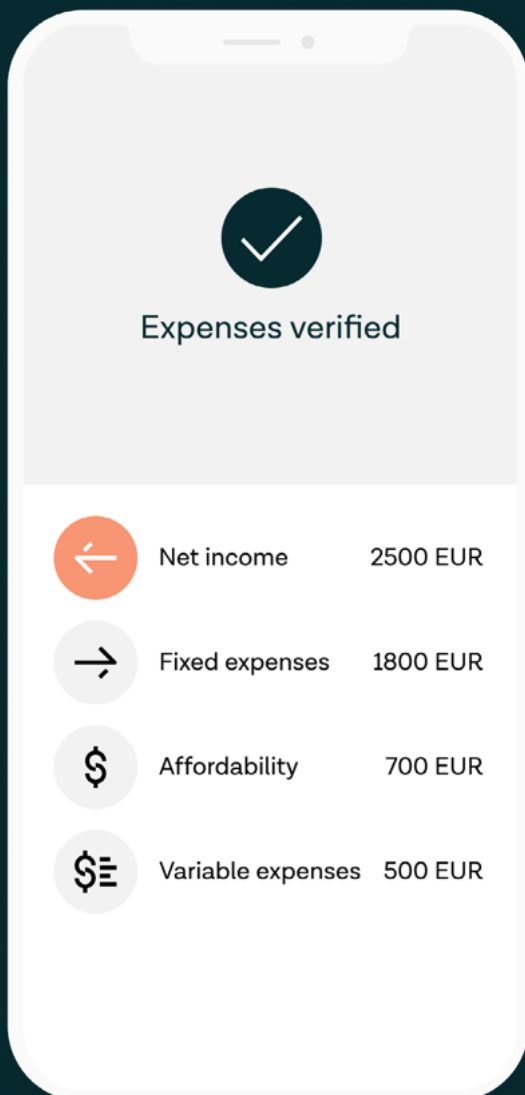 Expenses verified
Net income 2500 EUR
Fixed expenses 1800 EUR
$ Affordability 700 EUR
$ Variable expenses 500 EUR